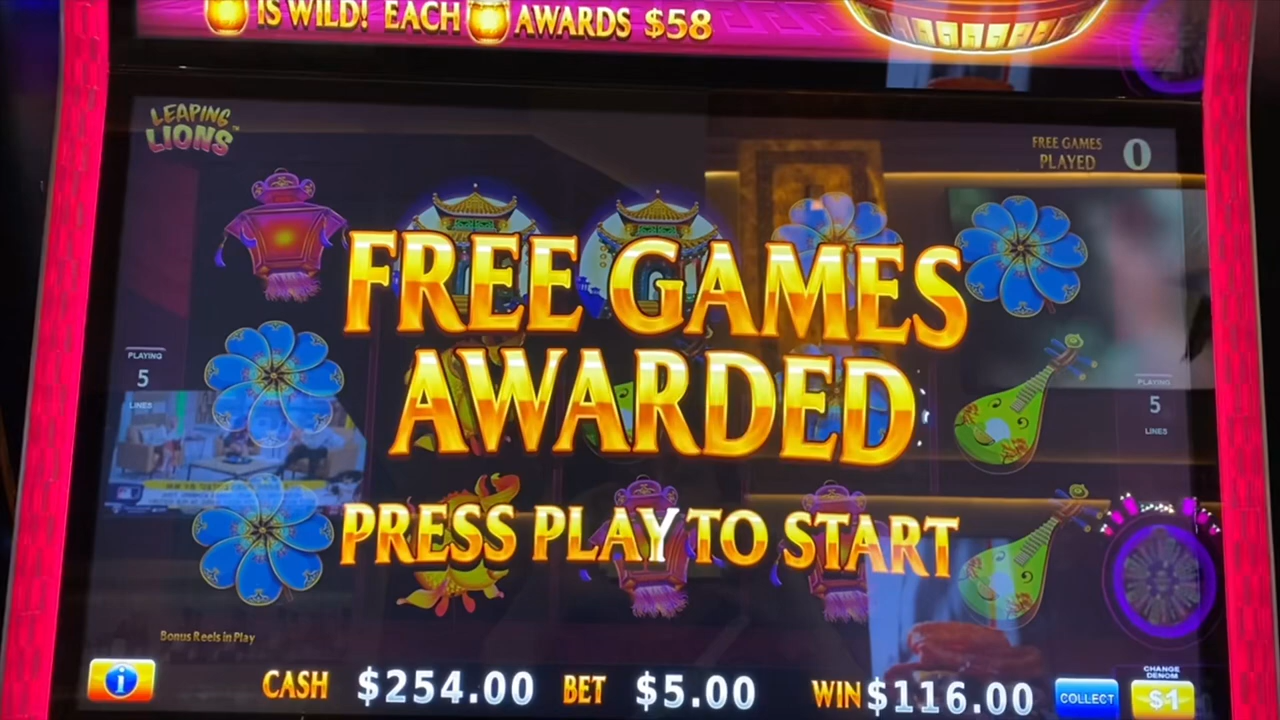 IS WILD! EACH AWARDS $58
LEAPING
LIONS™
FREE GAMES
PLAYED 0
FREE GAMES
AWARDED
PLAYING
5
LINES
PLAYING
5
LINES
PRESS PLAY TO START
Bonus Reels in Play
CASH $254.00 BET $5.00 WIN $116.00
COLLECT
CHANGE
DENOM
$1